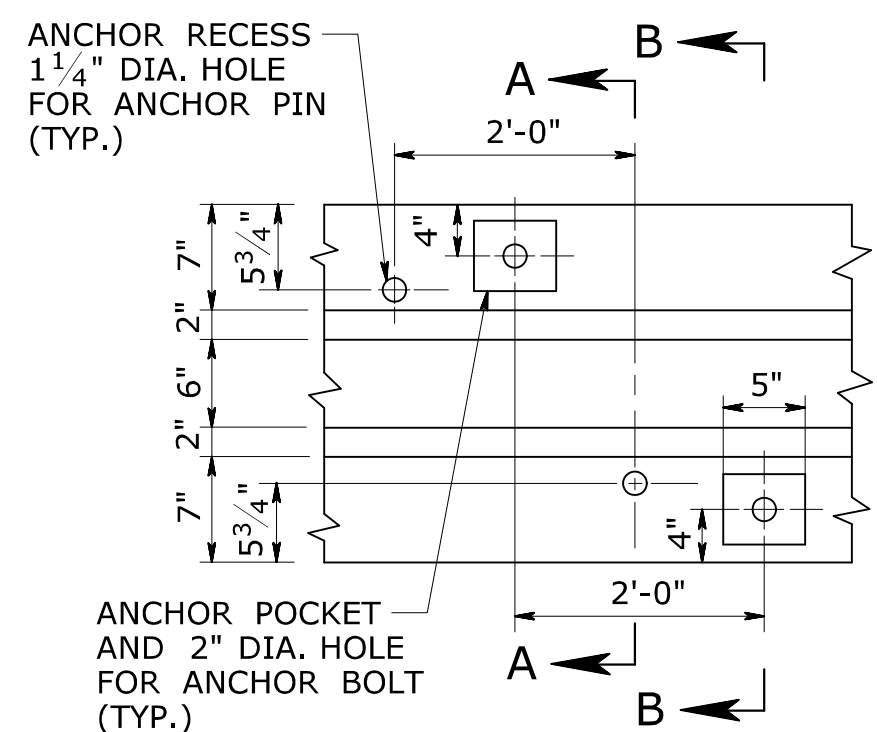 ANCHOR RECESS
1 1/4" DIA. HOLE
FOR ANCHOR PIN
(TYP.)
B
A
2'-0"
7"
5 3/4"
4"
2"
6"
5"
2"
7"
5 3/4"
4"
2'-0"
ANCHOR POCKET
AND 2" DIA. HOLE
FOR ANCHOR BOLT
(TYP.)
A
B